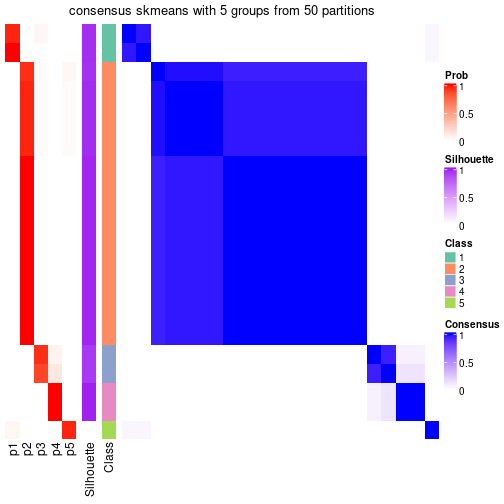 consensus skmeans with 5 groups from 50 partitions
Prob
1
0.5
0
Silhouette
1
0.5
0
Class
1
2
3
4
5
Consensus
1
0.5
0
p1
p2
p3
p4
p5
Silhouette
Class